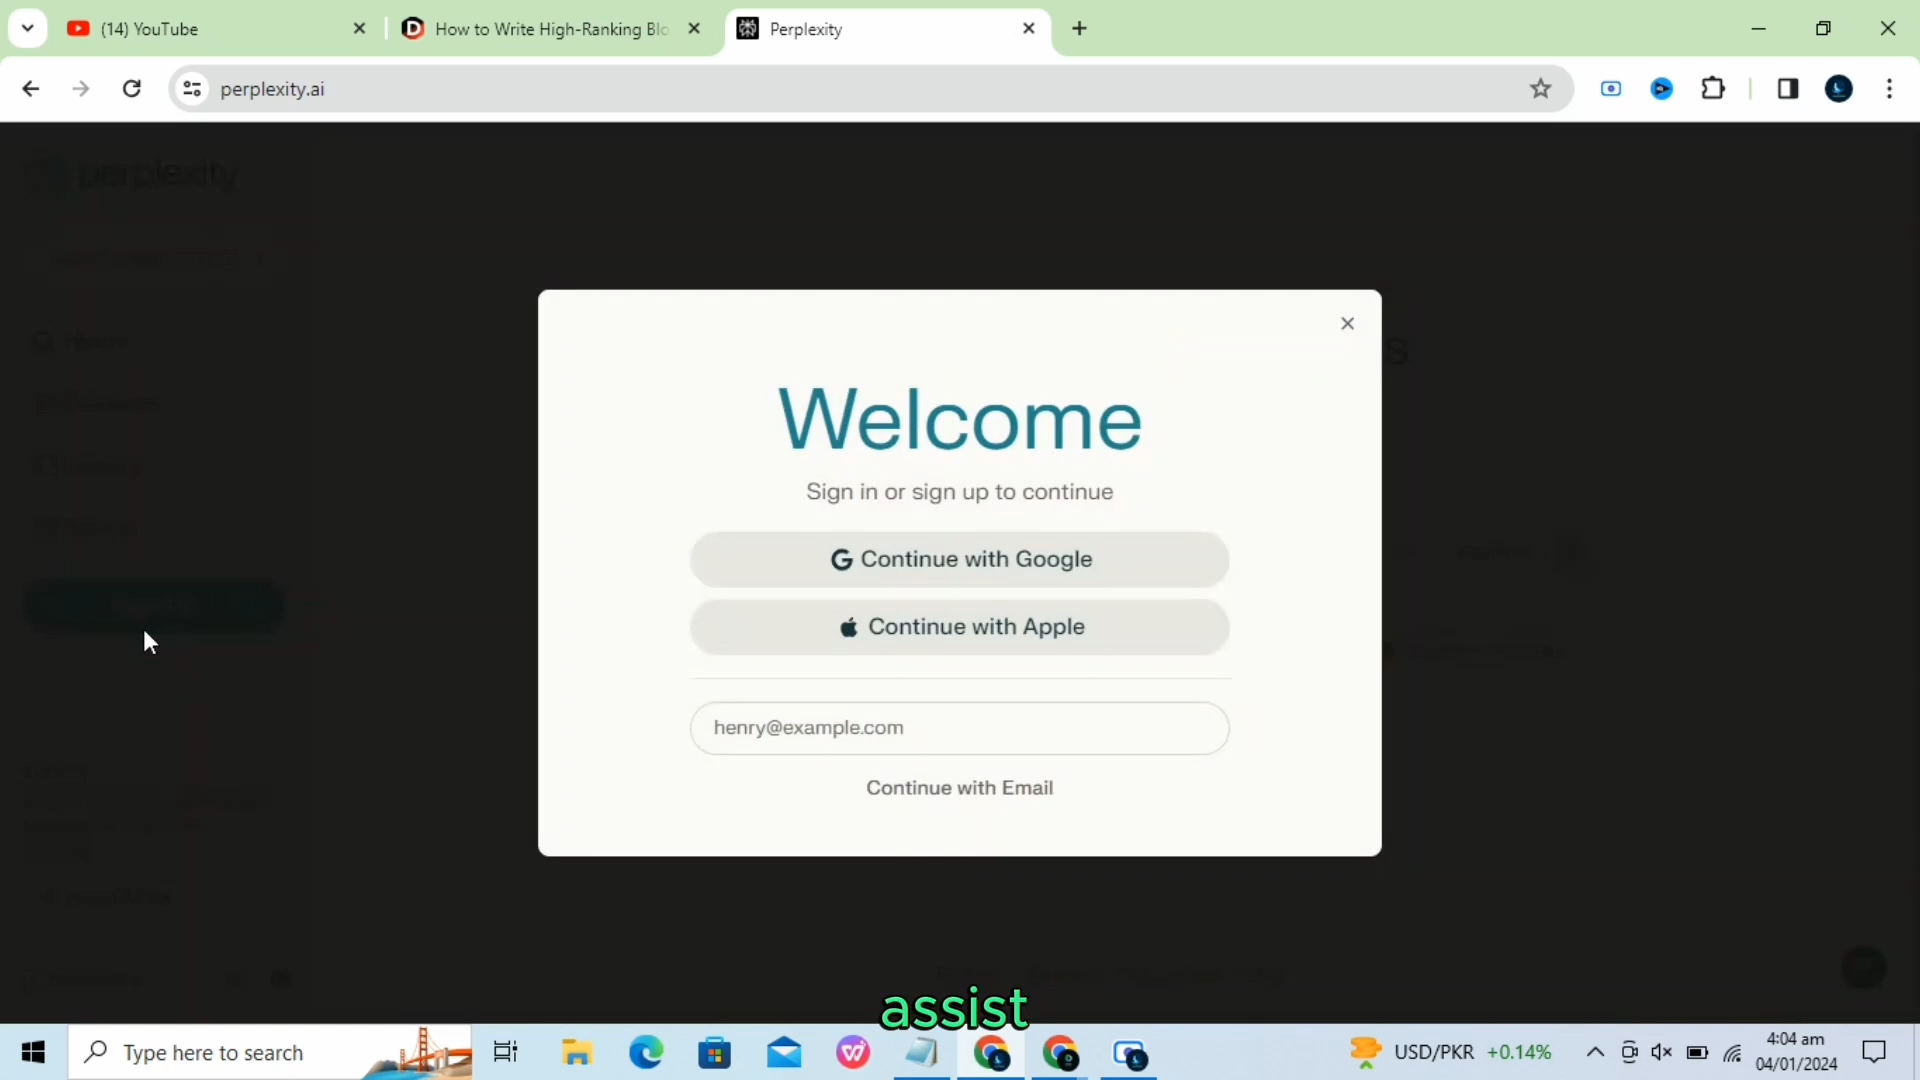 (14) YouTube
How to Write High-Ranking Blo
Perplexity
perplexity.ai
perplexity
Welcome
Sign in or sign up to continue
Continue with Google
Continue with Apple
henry@example.com
Continue with Email
assist
Type here to search
USD/PKR +0.14%
4:04 am
04/01/2024